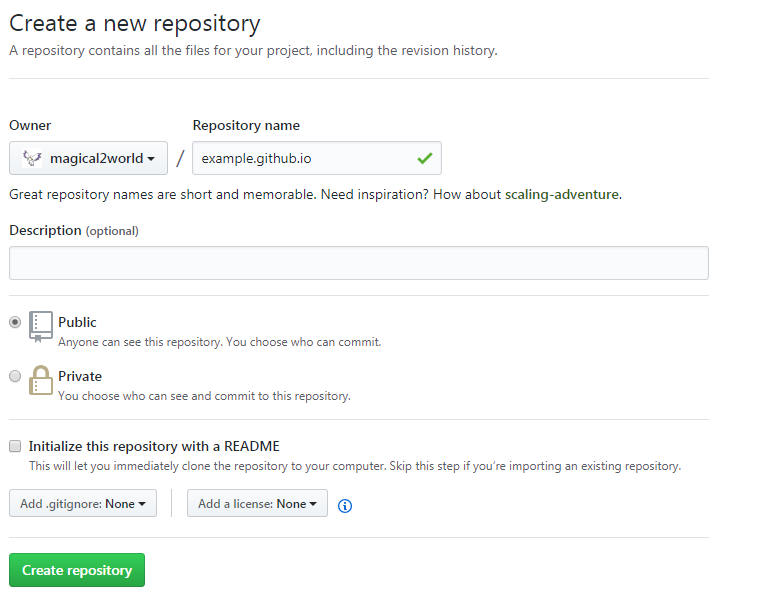 Create a new repository
A repository contains all the files for your project, including the revision history.
Owner
Repository name
magical2world / example.github.io
Great repository names are short and memorable. Need inspiration? How about scaling-adventure.
Description (optional)
Public
Anyone can see this repository. You choose who can commit.
Private
You choose who can see and commit to this repository.
Initialize this repository with a README
This will let you immediately clone the repository to your computer. Skip this step if you’re importing an existing repository.
Add .gitignore: None
Add a license: None
Create repository